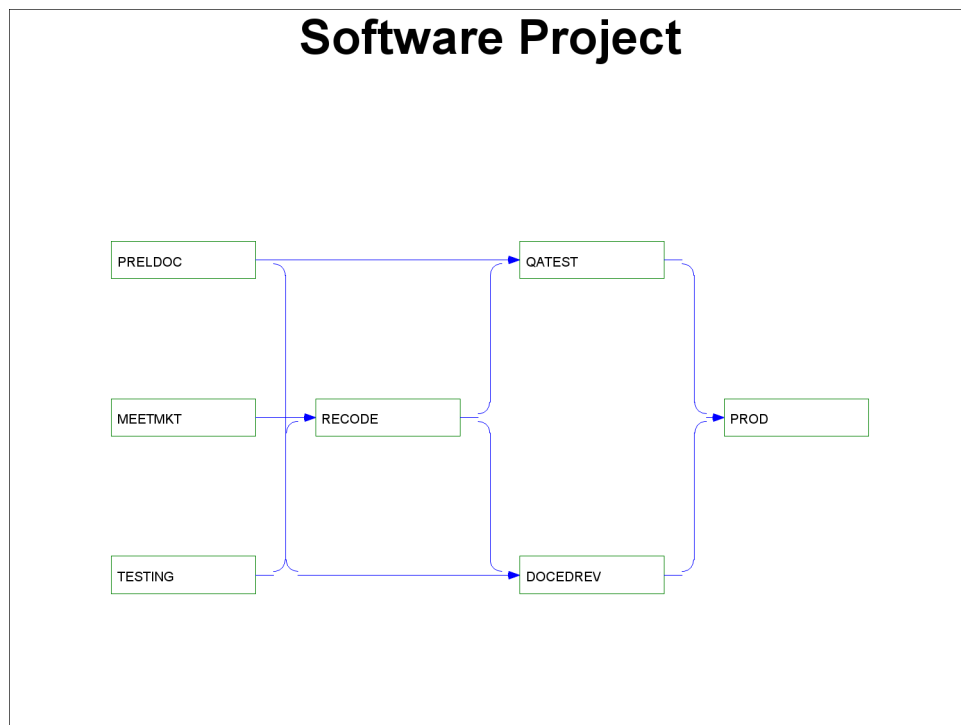 Software Project
PRELDOC
QATEST
MEETMKT
RECODE
PROD
TESTING
DOCEDREV